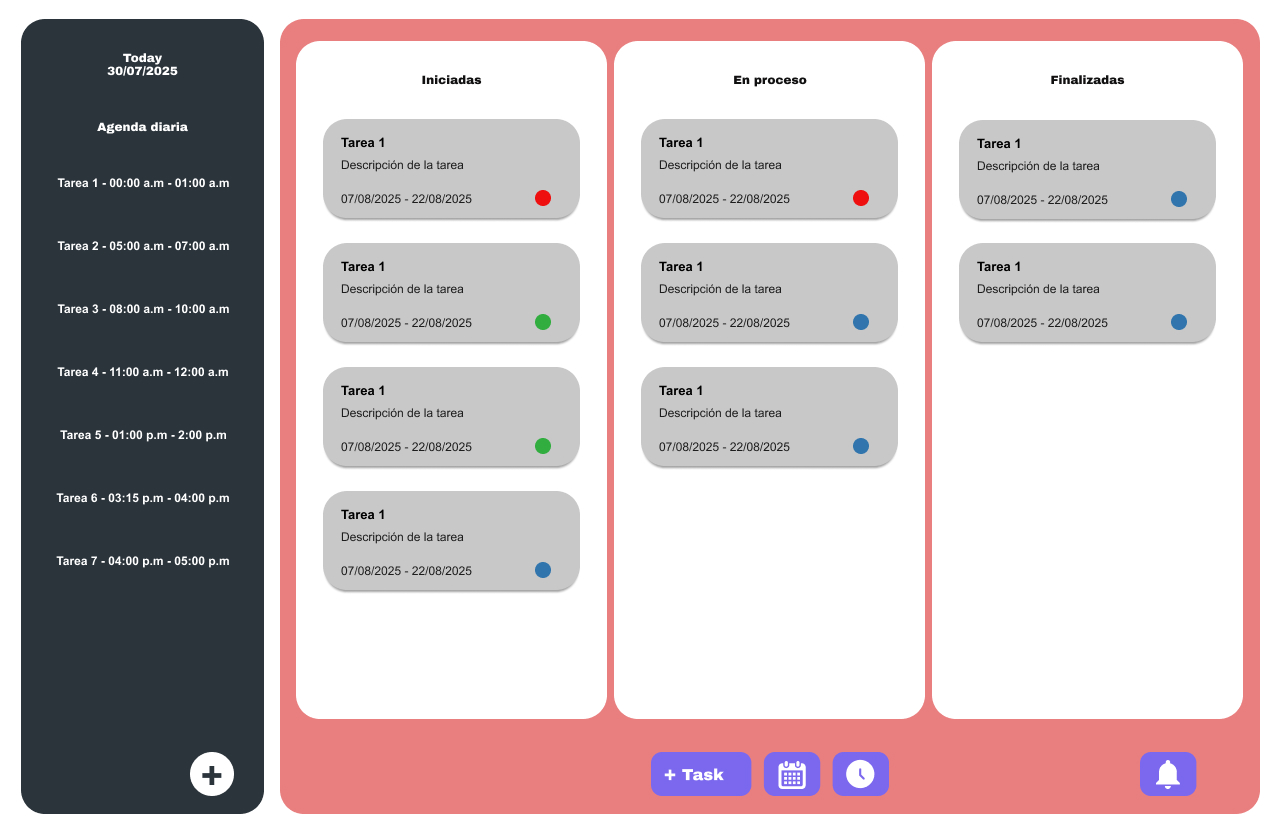 Today
30/07/2025
Agenda diaria
Tarea 1 - 00:00 a.m - 01:00 a.m
Tarea 2 - 05:00 a.m - 07:00 a.m
Tarea 3 - 08:00 a.m - 10:00 a.m
Tarea 4 - 11:00 a.m - 12:00 a.m
Tarea 5 - 01:00 p.m - 2:00 p.m
Tarea 6 - 03:15 p.m - 04:00 p.m
Tarea 7 - 04:00 p.m - 05:00 p.m
+
Iniciadas
Tarea 1
Descripción de la tarea
07/08/2025 - 22/08/2025
Tarea 1
Descripción de la tarea
07/08/2025 - 22/08/2025
Tarea 1
Descripción de la tarea
07/08/2025 - 22/08/2025
Tarea 1
Descripción de la tarea
07/08/2025 - 22/08/2025
En proceso
Tarea 1
Descripción de la tarea
07/08/2025 - 22/08/2025
Tarea 1
Descripción de la tarea
07/08/2025 - 22/08/2025
Tarea 1
Descripción de la tarea
07/08/2025 - 22/08/2025
Finalizadas
Tarea 1
Descripción de la tarea
07/08/2025 - 22/08/2025
Tarea 1
Descripción de la tarea
07/08/2025 - 22/08/2025
+ Task